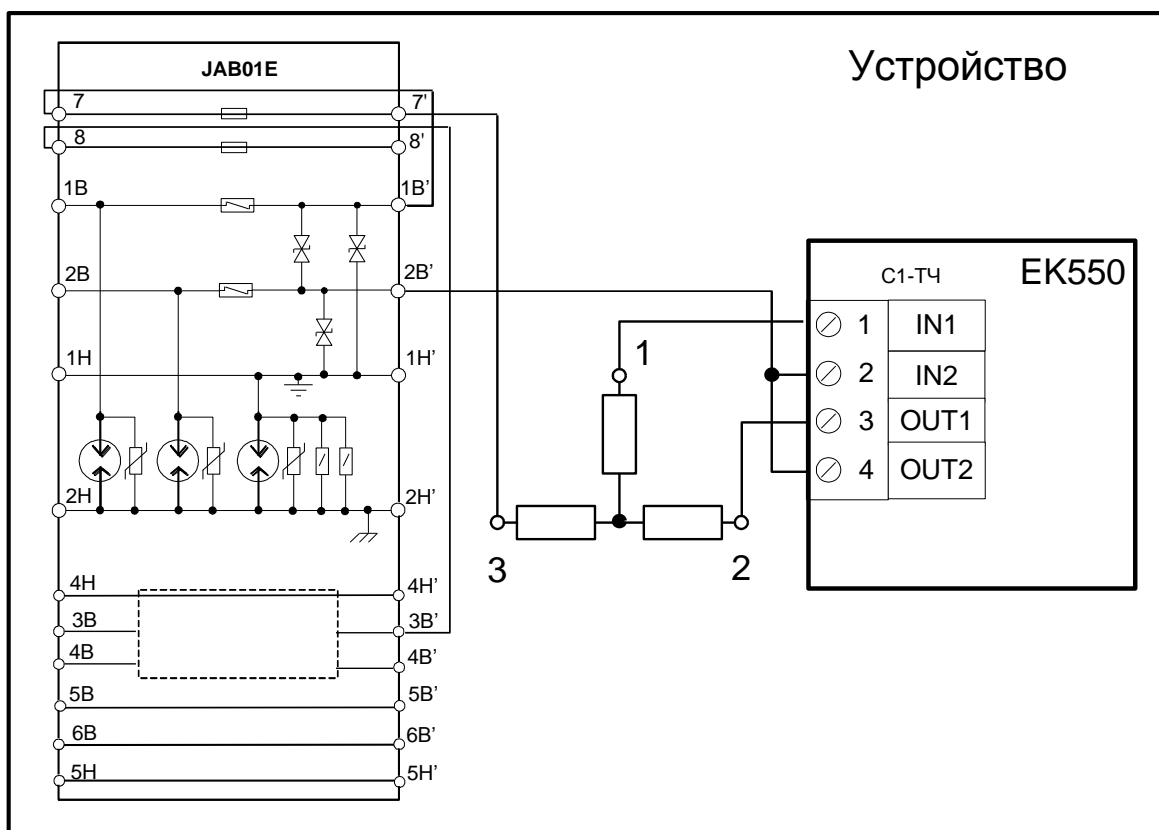 Устройство
JAB01E
7 7'
8 8'
1B 1B'
2B 2B'
1H 1H'
2H 2H'
4H 4H'
3B 3B'
4B 4B'
5B 5B'
6B 6B'
5H 5H'
1
3
2
EK550
С1-ТЧ
1 IN1
2 IN2
3 OUT1
4 OUT2